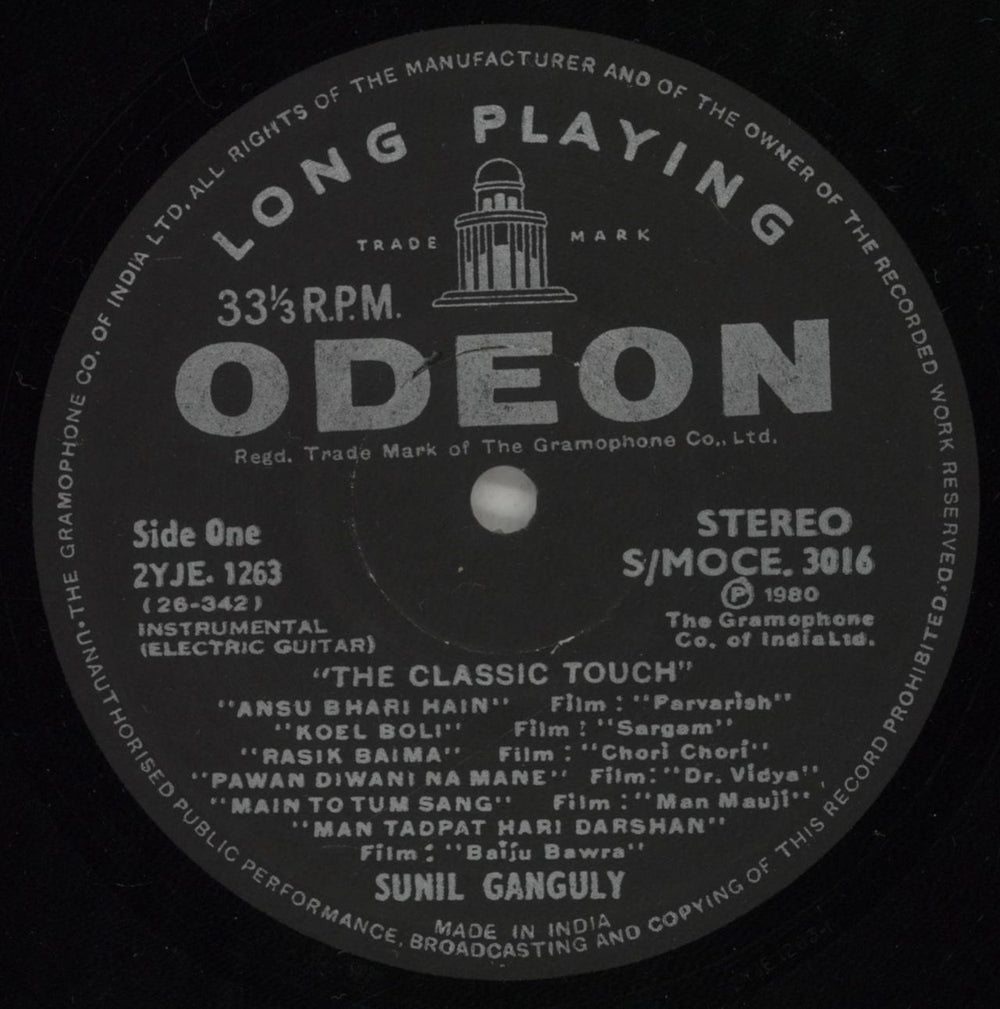 THE GRAMOPHONE CO. OF INDIA LTD. ALL RIGHTS OF THE MANUFACTURER AND OF THE OWNER OF THE RECORDED WORK RESERVED. UNAUTHORISED PUBLIC PERFORMANCE, BROADCASTING AND COPYING OF THIS RECORD PROHIBITED.
LONG PLAYING
TRADE MARK
33⅓ R.P.M.
ODEON
Regd. Trade Mark of The Gramophone Co., Ltd.
Side One
2YJE. 1263
(26-342)
INSTRUMENTAL
(ELECTRIC GUITAR)
STEREO
S/MOCE. 3016
Ⓟ 1980
The Gramophone
Co. of India Ltd.
"THE CLASSIC TOUCH"
"ANSU BHARI HAIN" Film : "Parvarish"
"KOEL BOLI" Film : "Sargam"
"RASIK BAIMA" Film : "Chori Chori"
"PAWAN DIWANI NA MANE" Film: "Dr. Vidya"
"MAIN TO TUM SANG" Film : "Man Mauji"
"MAN TADPAT HARI DARSHAN"
Film : "Baiju Bawra"
SUNIL GANGULY
MADE IN INDIA